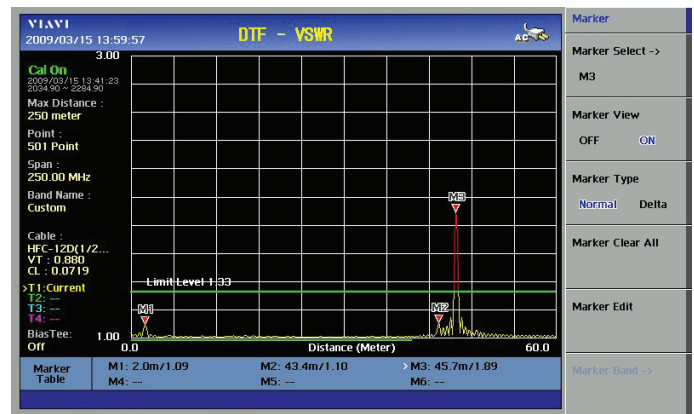 VIAVI
2009/03/15 13:59:57
DTF - VSWR
AC
Cal On
2009/03/15 13:41:23
2034.90 ~ 2284.90
Max Distance :
250 meter
Point :
501 Point
Span :
250.00 MHz
Band Name :
Custom
Cable :
HFC-12D(1/2...
VT : 0.880
CL : 0.0719
>T1:Current
T2: --
T3: --
T4: --
BiasTee:
Off
3.00
M3
Limit Level 1.33
M1
M2
1.00
0.0
Distance (Meter)
60.0
Marker Table
M1: 2.0m/1.09
M2: 43.4m/1.10
>M3: 45.7m/1.89
M4: --
M5: --
M6: --
Marker
Marker Select ->
M3
Marker View
OFF ON
Marker Type
Normal Delta
Marker Clear All
Marker Edit
Marker Band ->